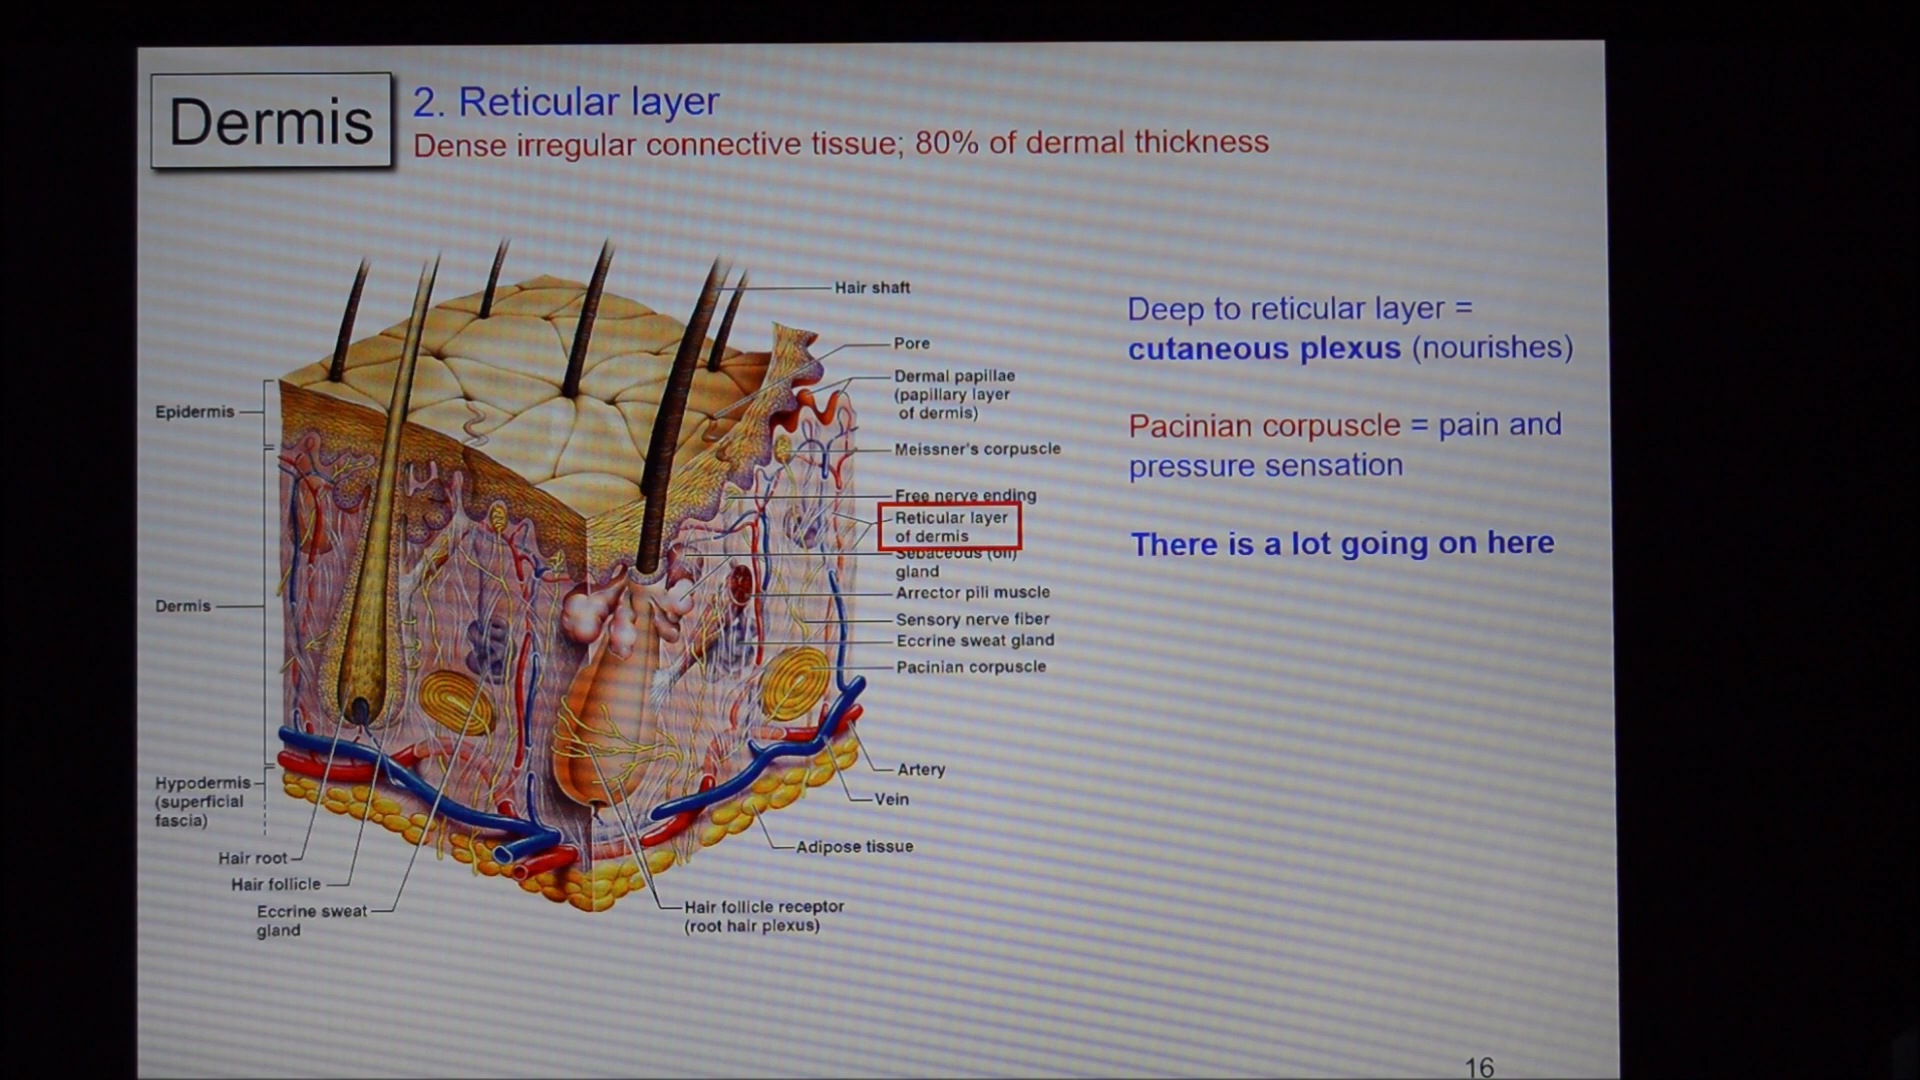 Dermis
2. Reticular layer
Dense irregular connective tissue; 80% of dermal thickness
Hair shaft
Pore
Dermal papillae
(papillary layer
of dermis)
Meissner's corpuscle
Free nerve ending
Reticular layer
of dermis
Sebaceous (oil)
gland
Arrector pili muscle
Sensory nerve fiber
Eccrine sweat gland
Pacinian corpuscle
Artery
Vein
Adipose tissue
Hair follicle receptor
(root hair plexus)
Epidermis
Dermis
Hypodermis
(superficial
fascia)
Hair root
Hair follicle
Eccrine sweat
gland
Deep to reticular layer =
cutaneous plexus (nourishes)
Pacinian corpuscle = pain and
pressure sensation
There is a lot going on here
16